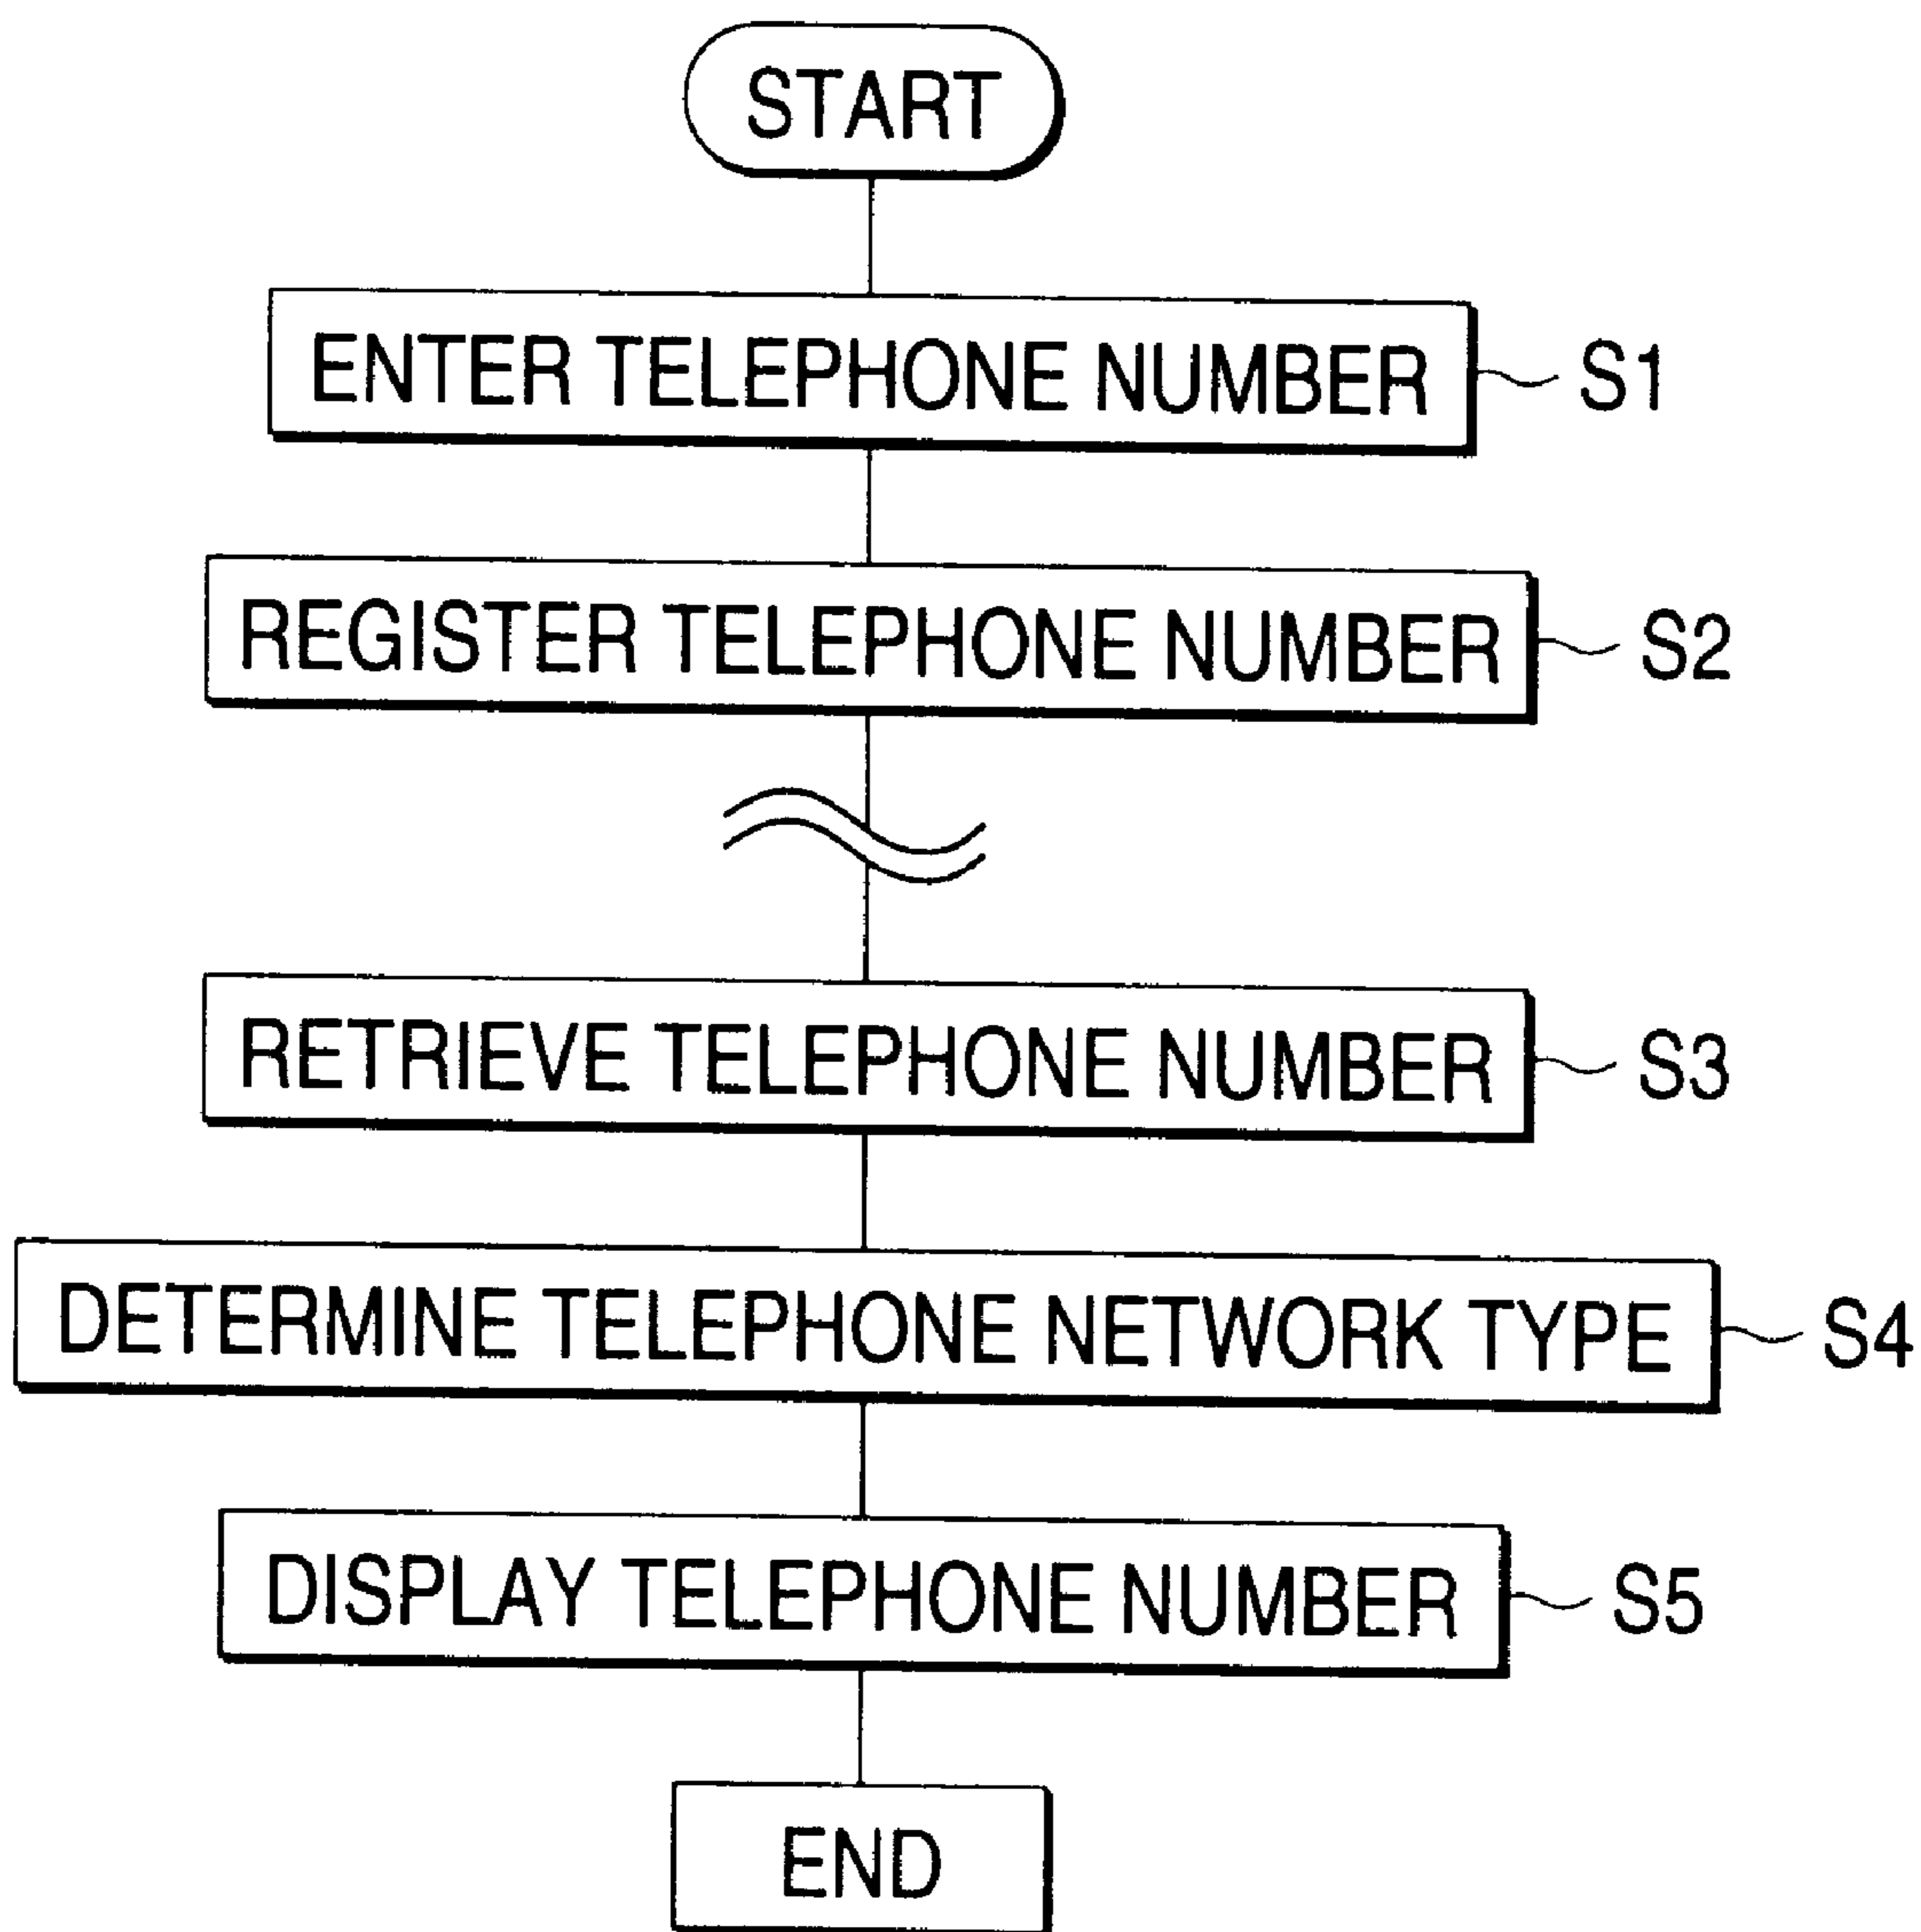 START
ENTER TELEPHONE NUMBER S1
REGISTER TELEPHONE NUMBER S2
RETRIEVE TELEPHONE NUMBER S3
DETERMINE TELEPHONE NETWORK TYPE S4
DISPLAY TELEPHONE NUMBER S5
END